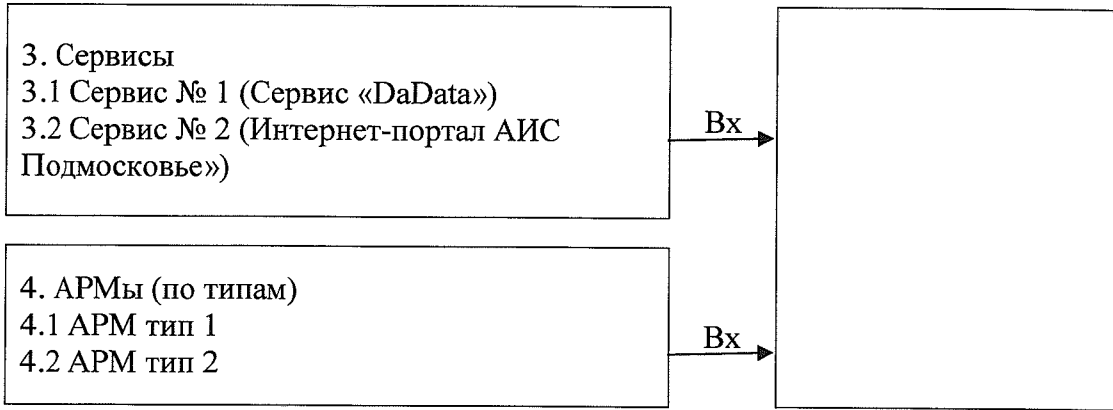 3. Сервисы
3.1 Сервис № 1 (Сервис «DaData»)
3.2 Сервис № 2 (Интернет-портал АИС
Подмосковье»)
Вх
4. АРМы (по типам)
4.1 АРМ тип 1
4.2 АРМ тип 2
Вх